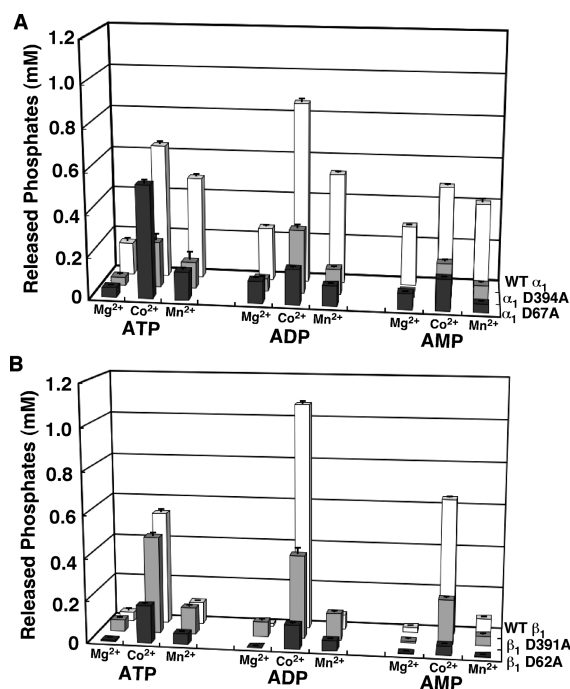 A
Released Phosphates (mM)
1.2
1.0
0.8
0.6
0.4
0.2
0
Mg²⁺ Co²⁺ Mn²⁺ Mg²⁺ Co²⁺ Mn²⁺ Mg²⁺ Co²⁺ Mn²⁺
ATP ADP AMP
WT α₁
α₁ D394A
α₁ D67A
B
Released Phosphates (mM)
1.2
1.0
0.8
0.6
0.4
0.2
0
Mg²⁺ Co²⁺ Mn²⁺ Mg²⁺ Co²⁺ Mn²⁺ Mg²⁺ Co²⁺ Mn²⁺
ATP ADP AMP
WT β₁
β₁ D391A
β₁ D62A